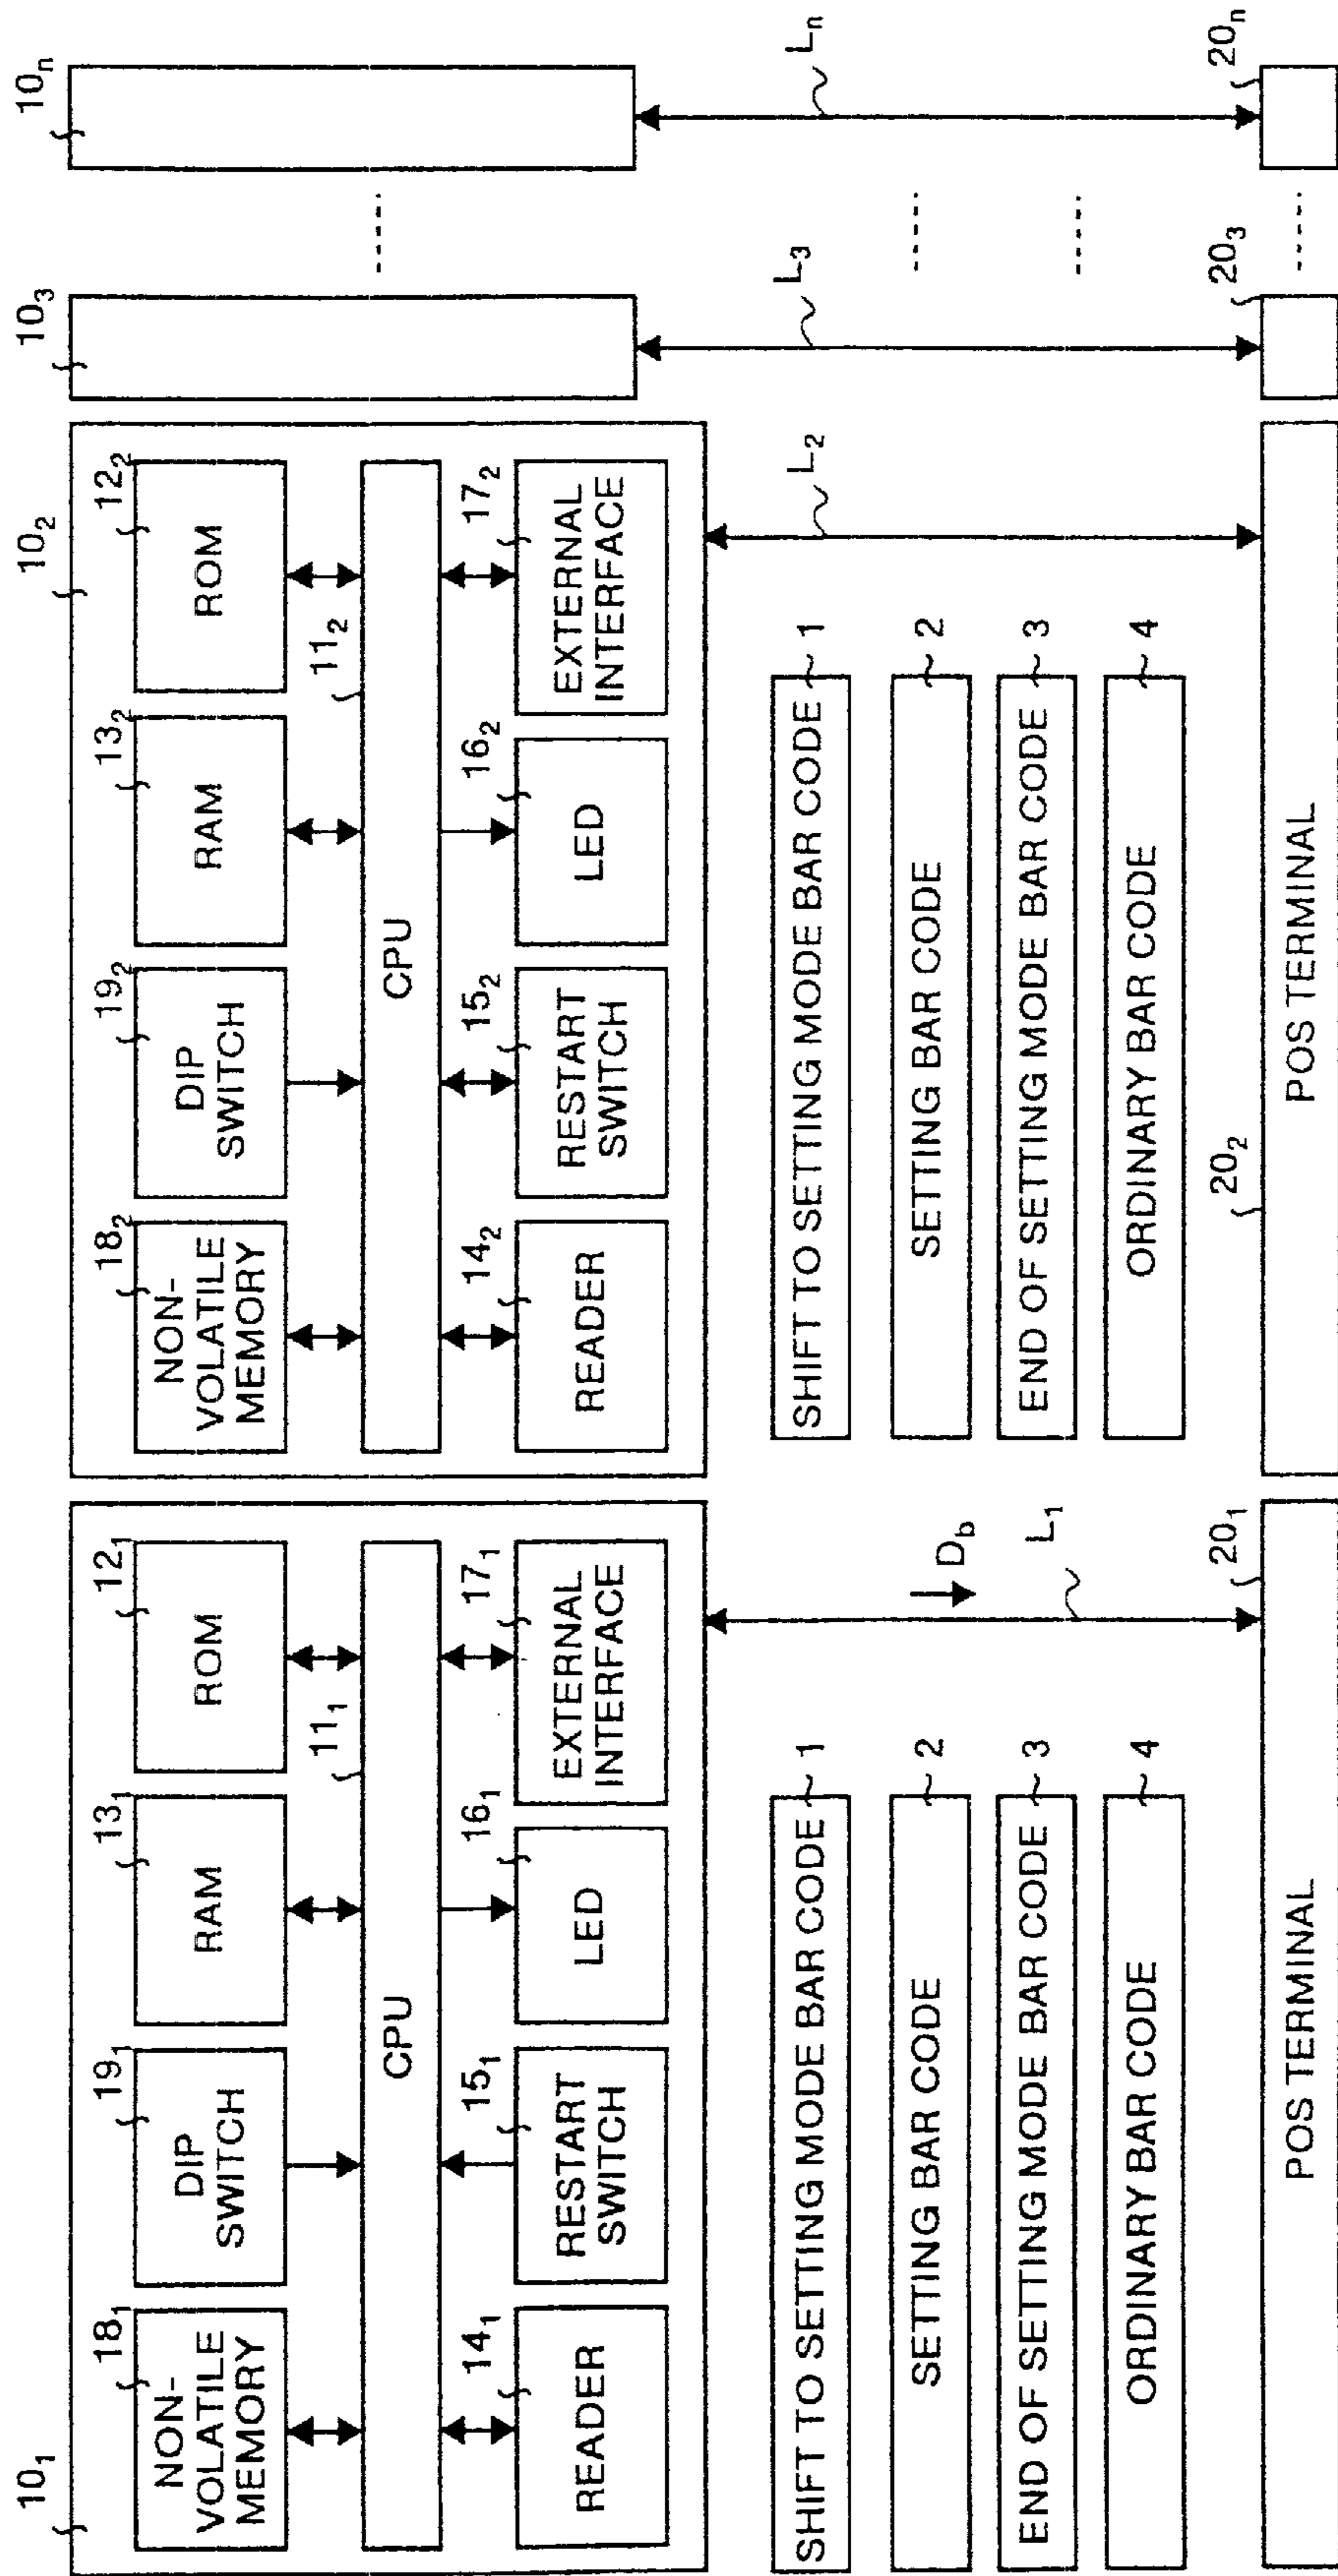 10₁
18₁
NON-
VOLATILE
MEMORY
19₁
DIP
SWITCH
13₁
RAM
12₁
ROM
11₁
CPU
14₁
READER
15₁
RESTART
SWITCH
16₁
LED
17₁
EXTERNAL
INTERFACE
SHIFT TO SETTING MODE BAR CODE 1
SETTING BAR CODE 2
END OF SETTING MODE BAR CODE 3
ORDINARY BAR CODE 4
D_b
L₁
20₁
POS TERMINAL
10₂
18₂
NON-
VOLATILE
MEMORY
19₂
DIP
SWITCH
13₂
RAM
12₂
ROM
11₂
CPU
14₂
READER
15₂
RESTART
SWITCH
16₂
LED
17₂
EXTERNAL
INTERFACE
SHIFT TO SETTING MODE BAR CODE 1
SETTING BAR CODE 2
END OF SETTING MODE BAR CODE 3
ORDINARY BAR CODE 4
L₂
20₂
POS TERMINAL
10₃
L₃
20₃
10ₙ
Lₙ
20ₙ